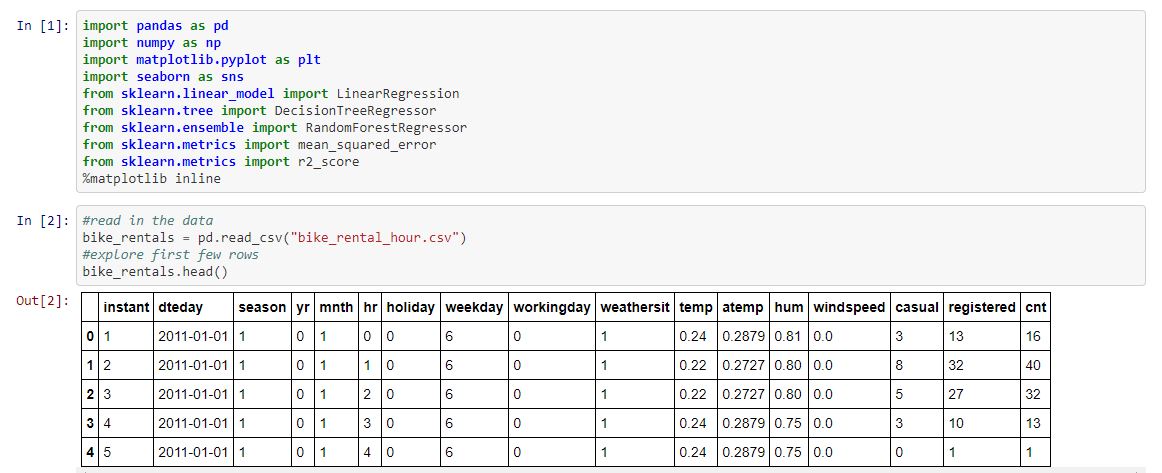 In [1]: import pandas as pd
import numpy as np
import matplotlib.pyplot as plt
import seaborn as sns
from sklearn.linear_model import LinearRegression
from sklearn.tree import DecisionTreeRegressor
from sklearn.ensemble import RandomForestRegressor
from sklearn.metrics import mean_squared_error
from sklearn.metrics import r2_score
%matplotlib inline
In [2]: #read in the data
bike_rentals = pd.read_csv("bike_rental_hour.csv")
#explore first few rows
bike_rentals.head()
Out[2]: instant dteday season yr mnth hr holiday weekday workingday weathersit temp atemp hum windspeed casual registered cnt
0 1 2011-01-01 1 0 1 0 0 6 0 1 0.24 0.2879 0.81 0.0 3 13 16
1 2 2011-01-01 1 0 1 1 0 6 0 1 0.22 0.2727 0.80 0.0 8 32 40
2 3 2011-01-01 1 0 1 2 0 6 0 1 0.22 0.2727 0.80 0.0 5 27 32
3 4 2011-01-01 1 0 1 3 0 6 0 1 0.24 0.2879 0.75 0.0 3 10 13
4 5 2011-01-01 1 0 1 4 0 6 0 1 0.24 0.2879 0.75 0.0 0 1 1